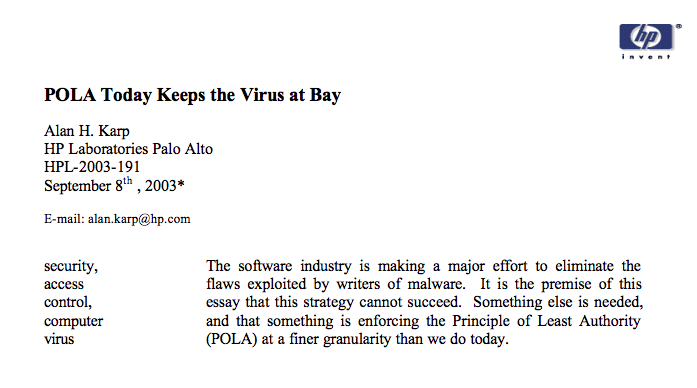 hp
®
invent
POLA Today Keeps the Virus at Bay
Alan H. Karp
HP Laboratories Palo Alto
HPL-2003-191
September 8th , 2003*
E-mail: alan.karp@hp.com
security,
access
control,
computer
virus
The software industry is making a major effort to eliminate the
flaws exploited by writers of malware.  It is the premise of this
essay that this strategy cannot succeed.  Something else is needed,
and that something is enforcing the Principle of Least Authority
(POLA) at a finer granularity than we do today.